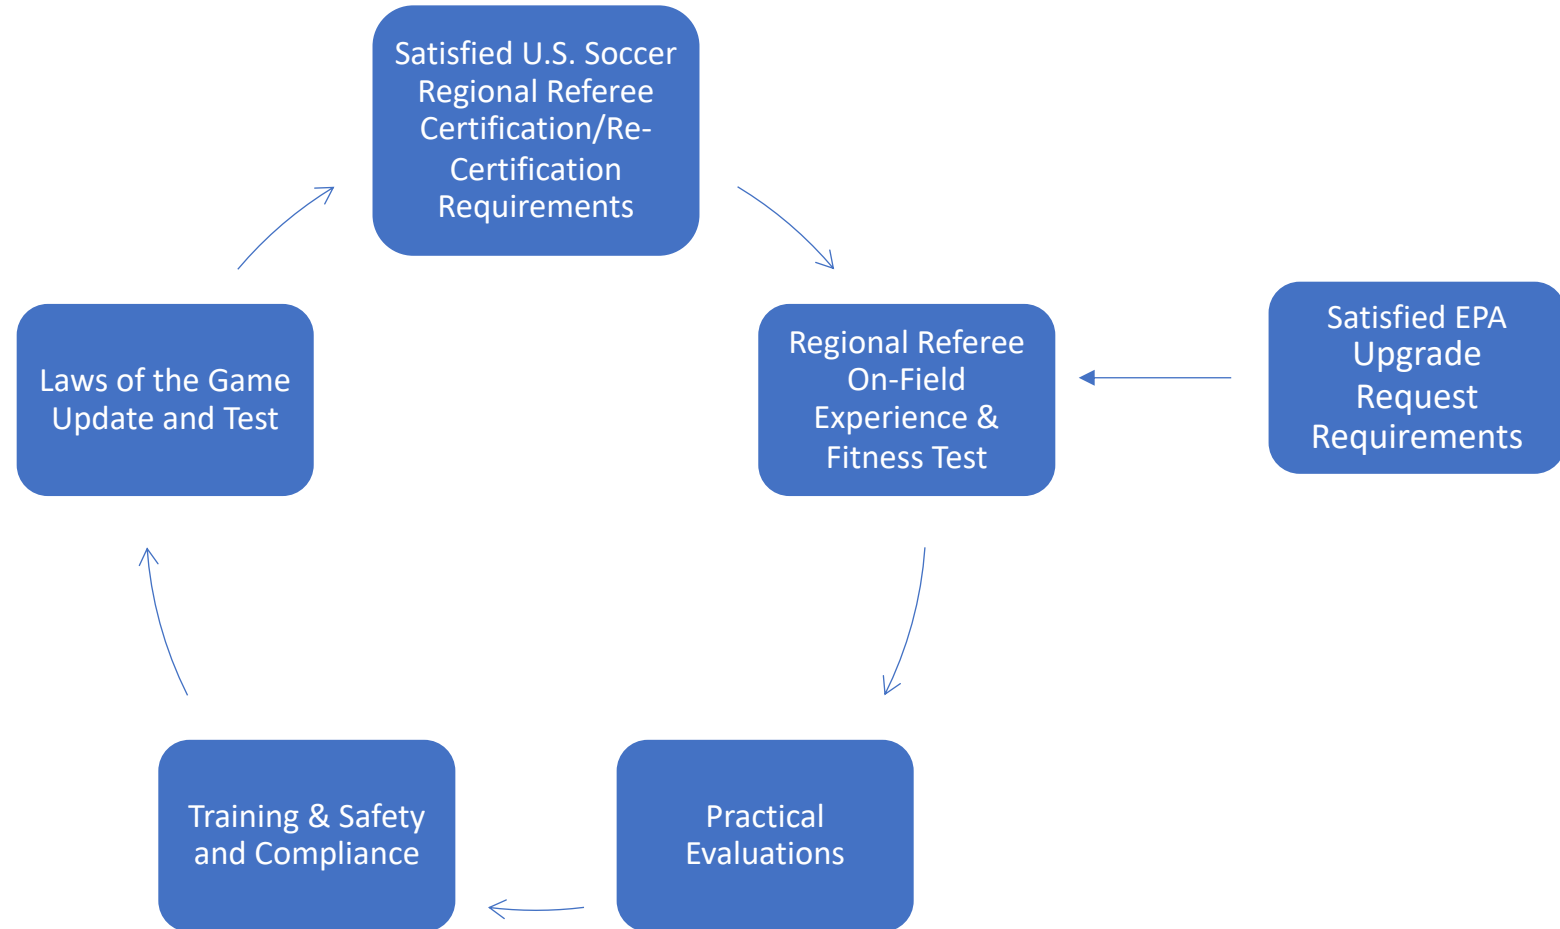 Satisfied U.S. Soccer
Regional Referee
Certification/Re-
Certification
Requirements
Laws of the Game
Update and Test
Regional Referee
On-Field
Experience &
Fitness Test
Satisfied EPA
Upgrade
Request
Requirements
Training & Safety
and Compliance
Practical
Evaluations